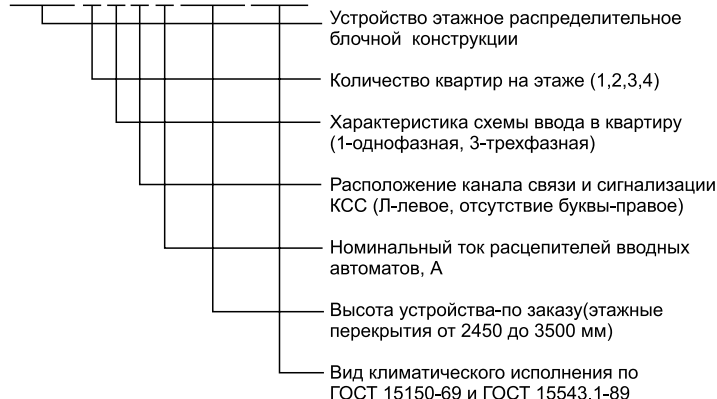 Устройство этажное распределительное
блочной конструкции
Количество квартир на этаже (1,2,3,4)
Характеристика схемы ввода в квартиру
(1-однофазная, 3-трехфазная)
Расположение канала связи и сигнализации
КСС (Л-левое, отсутствие буквы-правое)
Номинальный ток расцепителей вводных
автоматов, А
Высота устройства-по заказу(этажные
перекрытия от 2450 до 3500 мм)
Вид климатического исполнения по
ГОСТ 15150-69 и ГОСТ 15543.1-89